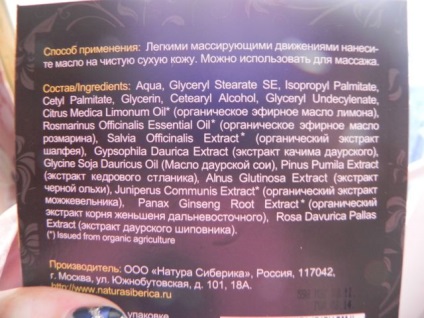 Способ применения: Легкими массирующими движениями нанеси-
те масло на чистую сухую кожу. Можно использовать для массажа.
Состав/Ingredients: Aqua, Glyceryl Stearate SE, Isopropyl Palmitate,
Cetyl Palmitate, Glycerin, Cetearyl Alcohol, Glyceryl Undecylenate,
Citrus Medica Limonum Oil* (органическое эфирное масло лимона),
Rosmarinus Officinalis Essential Oil* (органическое эфирное масло
розмарина), Salvia Officinalis Extract* (органический экстракт
шалфея), Gypsophila Daurica Extract (экстракт качима даурского),
Glycine Soja Dauricus Oil (Масло даурской сои), Pinus Pumila Extract
(экстракт кедрового стланика), Alnus Glutinosa Extract (экстракт
черной ольхи), Juniperus Communis Extract* (органический экстракт
можжевельника), Panax Ginseng Root Extract* (органический
экстракт корня женьшеня дальневосточного), Rosa Davurica Pallas
Extract (экстракт даурского шиповника).
(*) Issued from organic agriculture
Произведено: ООО «Натура Сиберика», Россия, 117042,
г. Москва, ул. Южнобутовская, д. 101, 18А.
http://www.naturasiberica.ru
упаковке